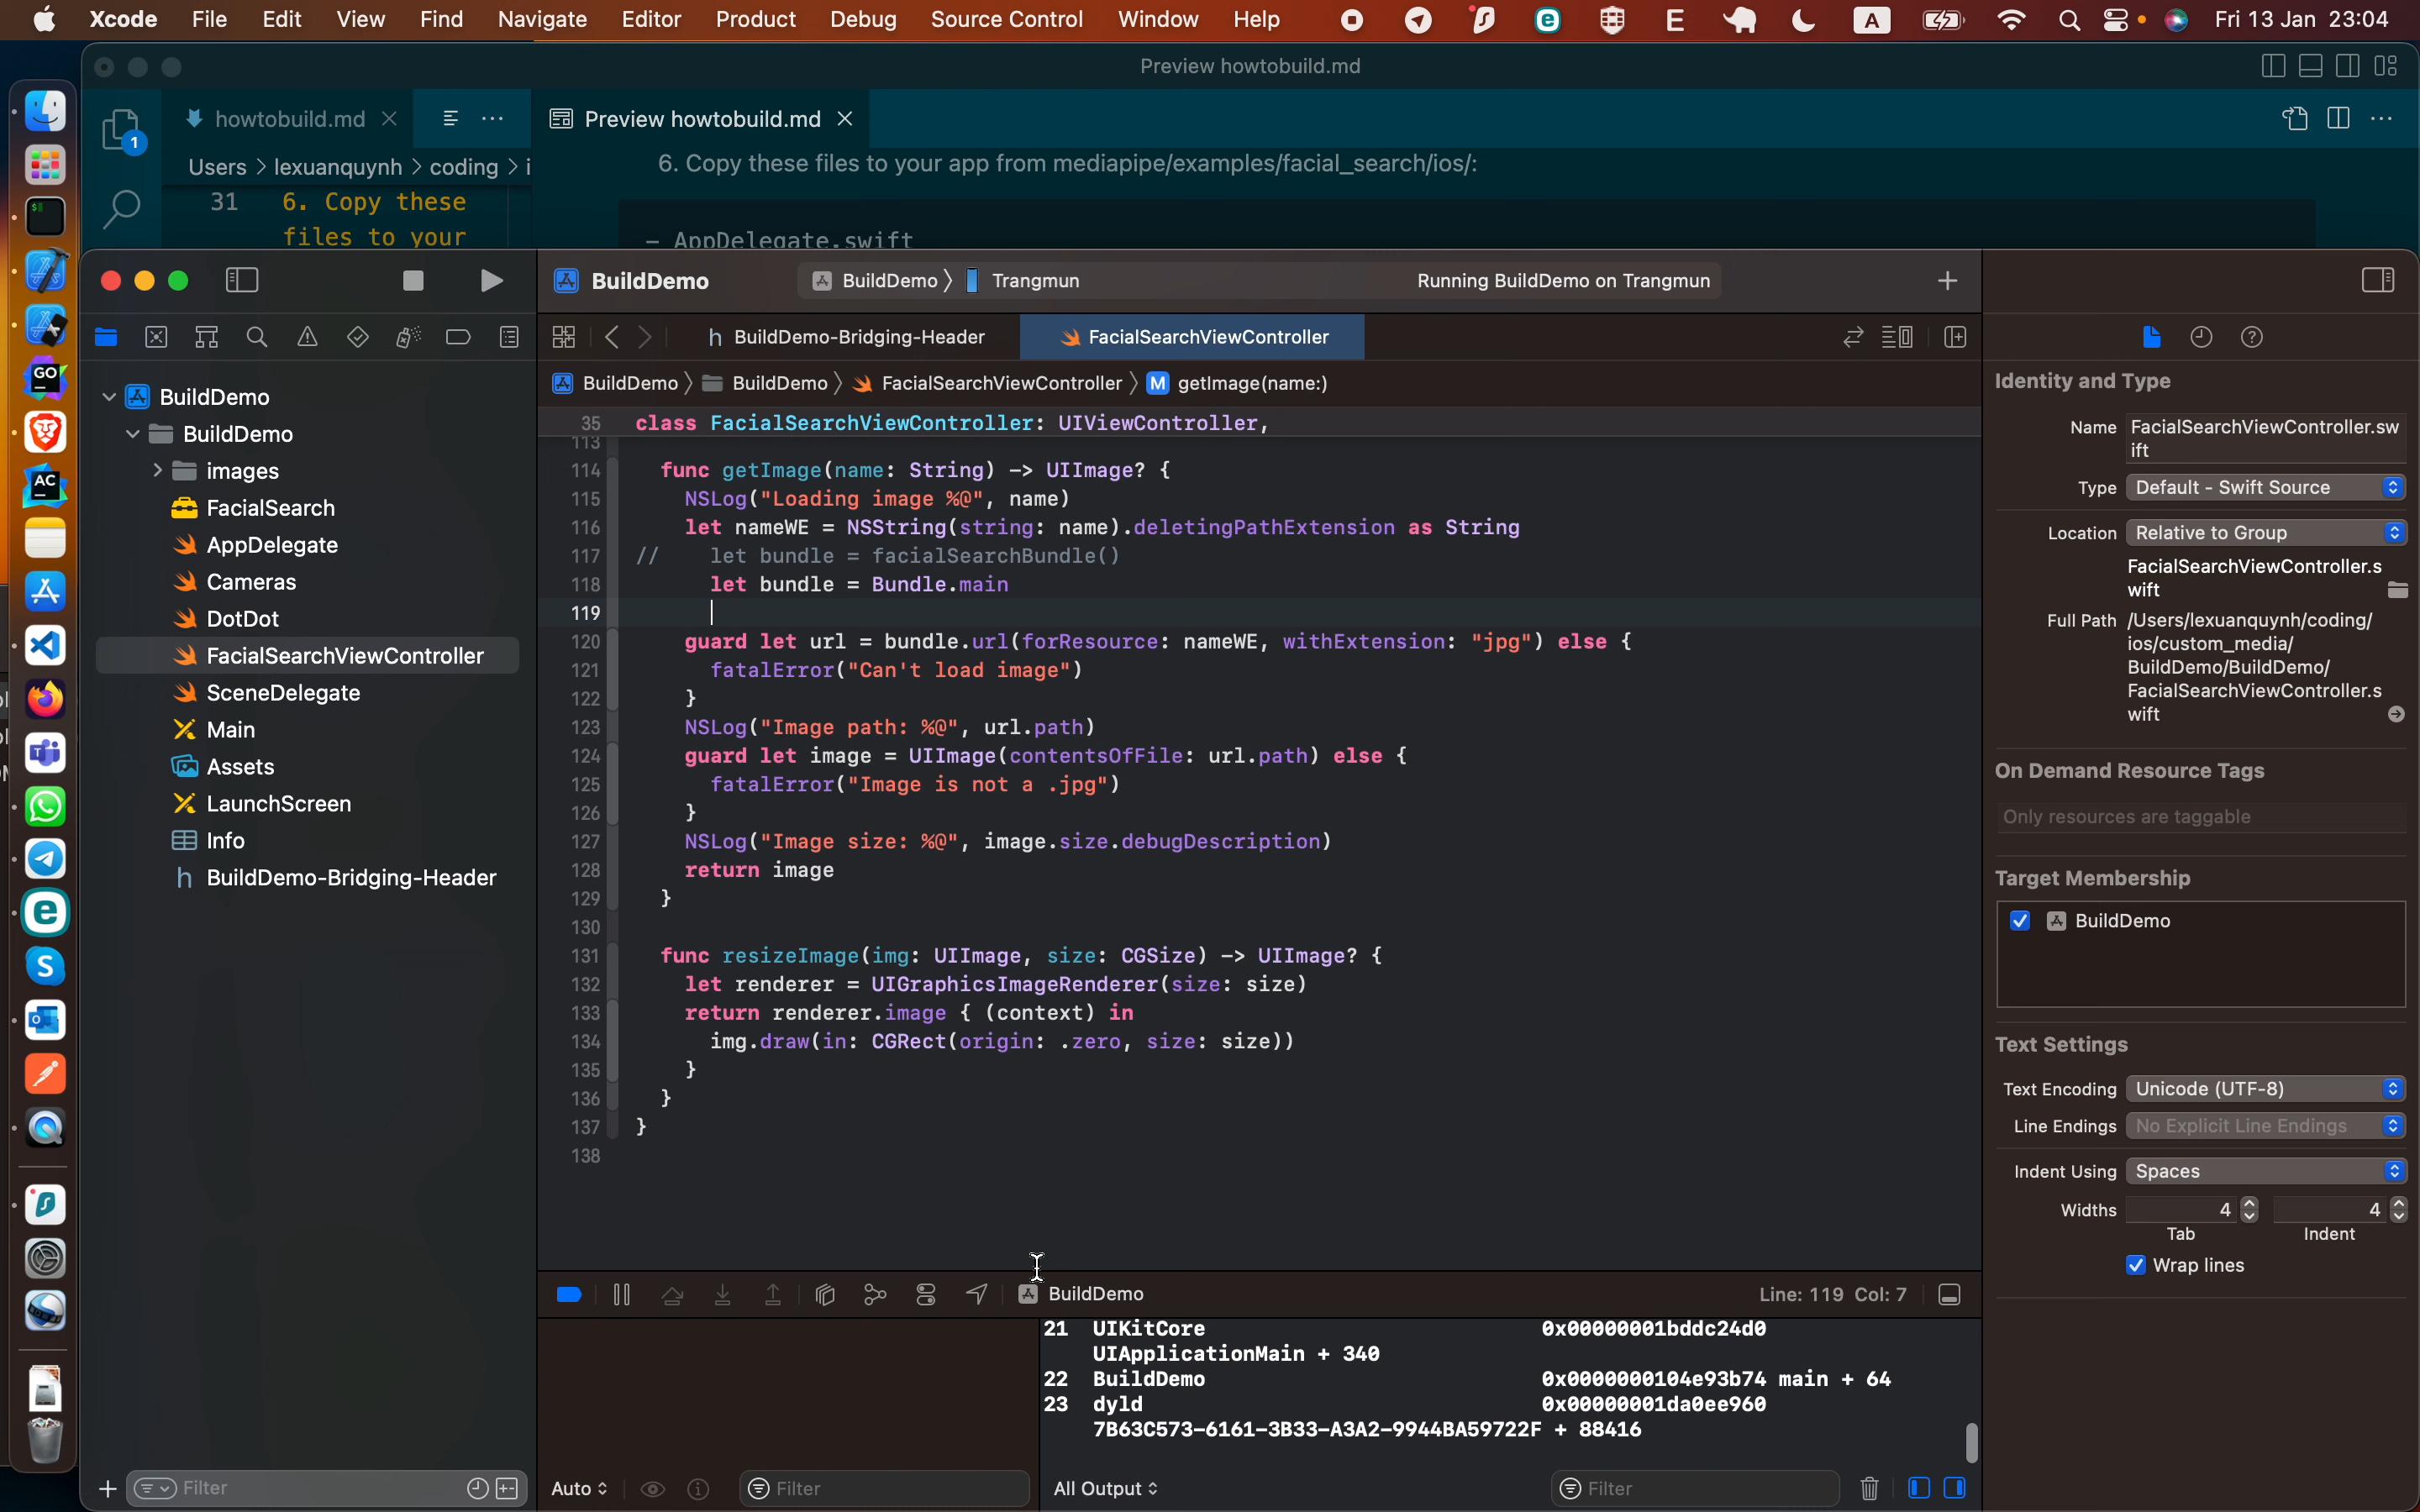 Xcode File Edit View Find Navigate Editor Product Debug Source Control Window Help E A Fri 13 Jan 23:04
Preview howtobuild.md
howtobuild.md
Preview howtobuild.md
1
Users > lexuanquynh > coding > i
31 6. Copy these
files to your
6. Copy these files to your app from mediapipe/examples/facial_search/ios/:
– AppDelegate.swift
BuildDemo
BuildDemo Trangmun Running BuildDemo on Trangmun
h BuildDemo-Bridging-Header
FacialSearchViewController
BuildDemo BuildDemo FacialSearchViewController M getImage(name:)
BuildDemo
BuildDemo
images
FacialSearch
AppDelegate
Cameras
DotDot
FacialSearchViewController
SceneDelegate
Main
Assets
LaunchScreen
Info
h BuildDemo-Bridging-Header
Filter
35 class FacialSearchViewController: UIViewController,
113
114 func getImage(name: String) -> UIImage? {
115 NSLog("Loading image %@", name)
116 let nameWE = NSString(string: name).deletingPathExtension as String
117 // let bundle = facialSearchBundle()
118 let bundle = Bundle.main
119
120 guard let url = bundle.url(forResource: nameWE, withExtension: "jpg") else {
121 fatalError("Can't load image")
122 }
123 NSLog("Image path: %@", url.path)
124 guard let image = UIImage(contentsOfFile: url.path) else {
125 fatalError("Image is not a .jpg")
126 }
127 NSLog("Image size: %@", image.size.debugDescription)
128 return image
129 }
130
131 func resizeImage(img: UIImage, size: CGSize) -> UIImage? {
132 let renderer = UIGraphicsImageRenderer(size: size)
133 return renderer.image { (context) in
134 img.draw(in: CGRect(origin: .zero, size: size))
135 }
136 }
137 }
138
BuildDemo
Line: 119 Col: 7
21 UIKitCore 0x00000001bddc24d0
UIApplicationMain + 340
22 BuildDemo 0x0000000104e93b74 main + 64
23 dyld 0x00000001da0ee960
7B63C573-6161-3B33-A3A2-9944BA59722F + 88416
Auto
Filter
All Output
Filter
Identity and Type
Name FacialSearchViewController.sw
ift
Type Default - Swift Source
Location Relative to Group
FacialSearchViewController.s
wift
Full Path /Users/lexuanquynh/coding/
ios/custom_media/
BuildDemo/BuildDemo/
FacialSearchViewController.s
wift
On Demand Resource Tags
Only resources are taggable
Target Membership
BuildDemo
Text Settings
Text Encoding Unicode (UTF-8)
Line Endings No Explicit Line Endings
Indent Using Spaces
Widths 4 4
Tab Indent
Wrap lines
GO
AC
S